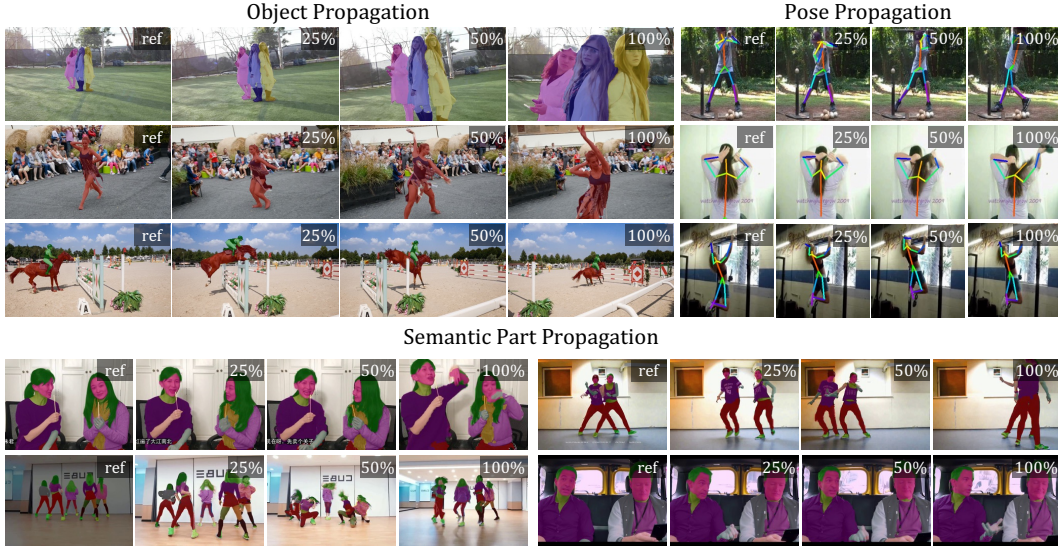 Object Propagation
Pose Propagation
ref 25% 50% 100% ref 25% 50% 100%
ref 25% 50% 100% ref 25% 50% 100%
ref 25% 50% 100% ref 25% 50% 100%
A A
Semantic Part Propagation
ref 25% 50% 100% ref 25% 50% 100%
ref 25% 50% 100% ref 25% 50% 100%